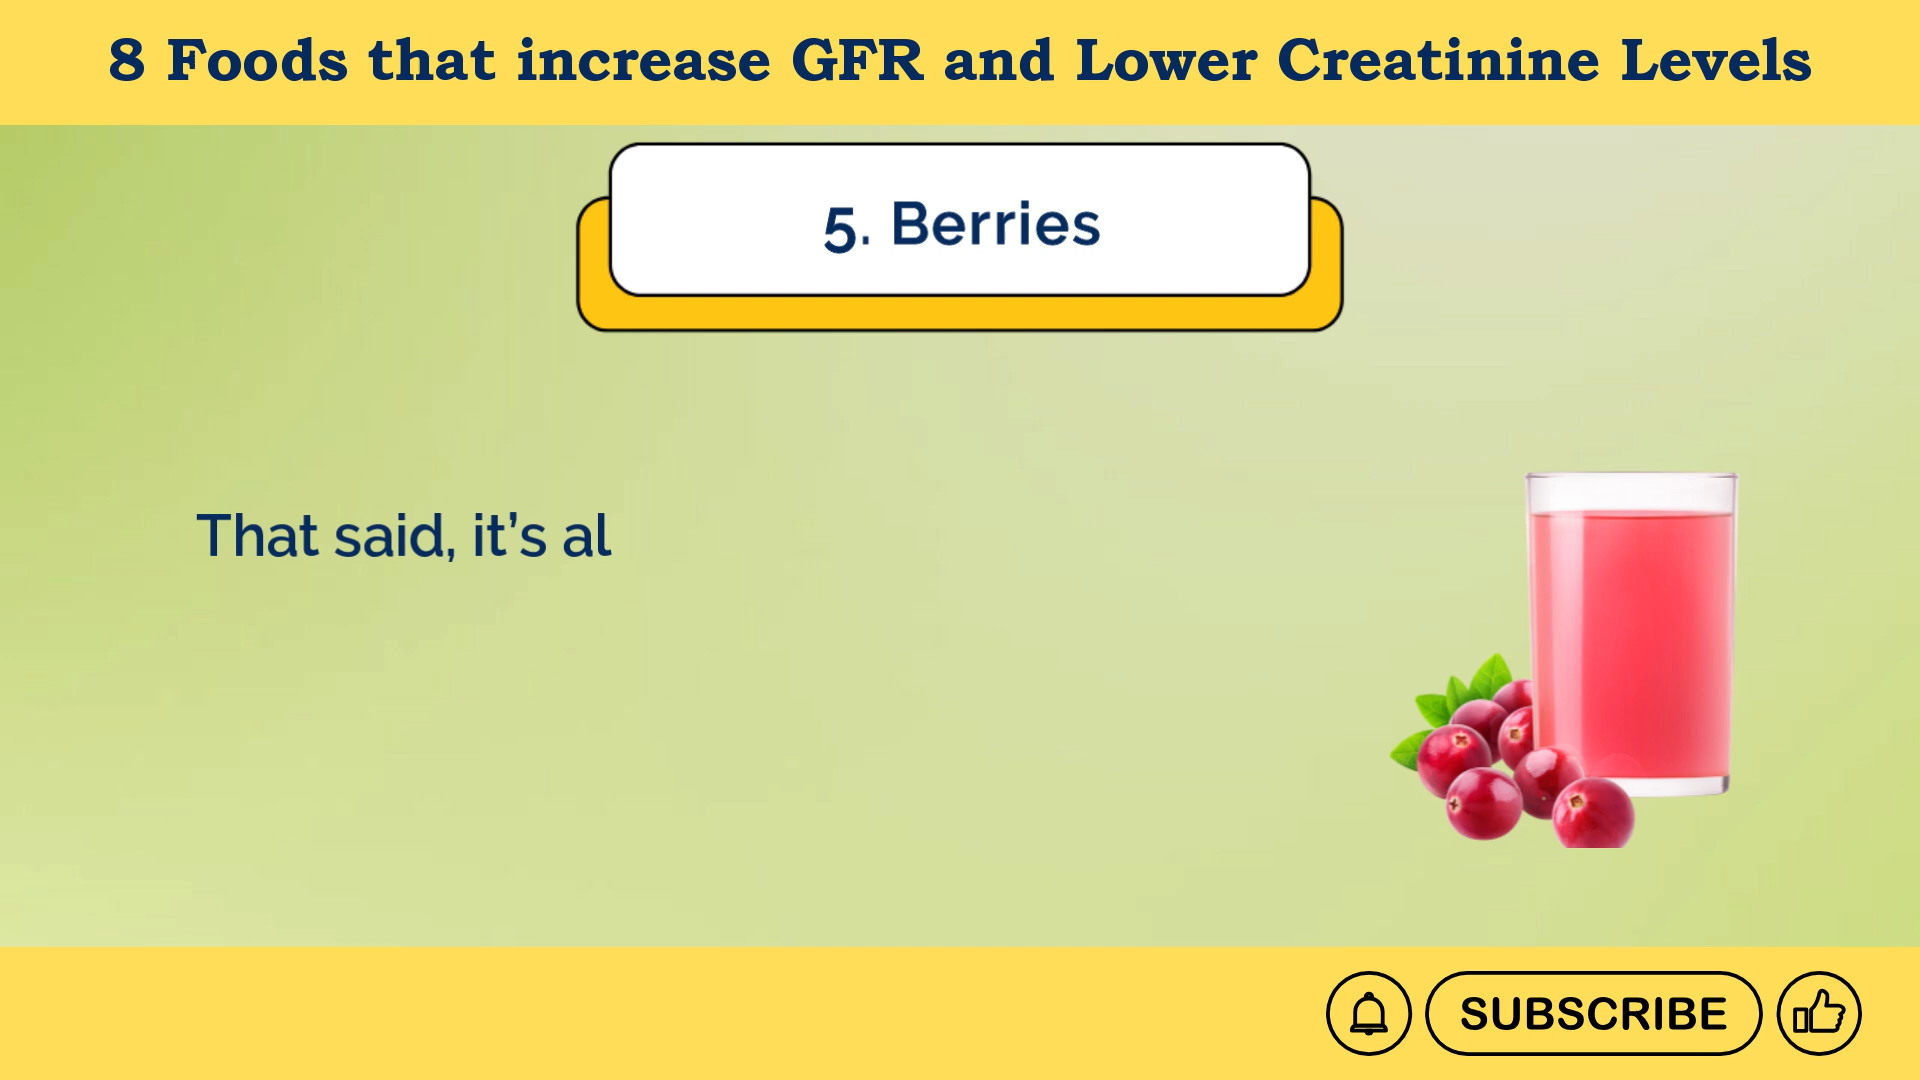 8 Foods that increase GFR and Lower Creatinine Levels
5. Berries
That said, it’s al
SUBSCRIBE